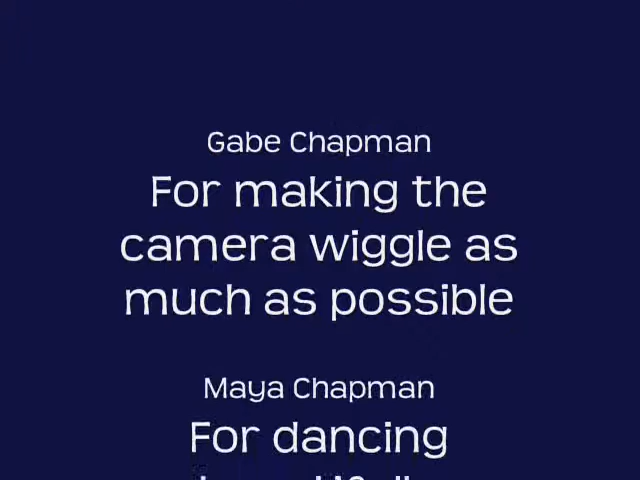 Gabe Chapman
For making the
camera wiggle as
much as possible
Maya Chapman
For dancing